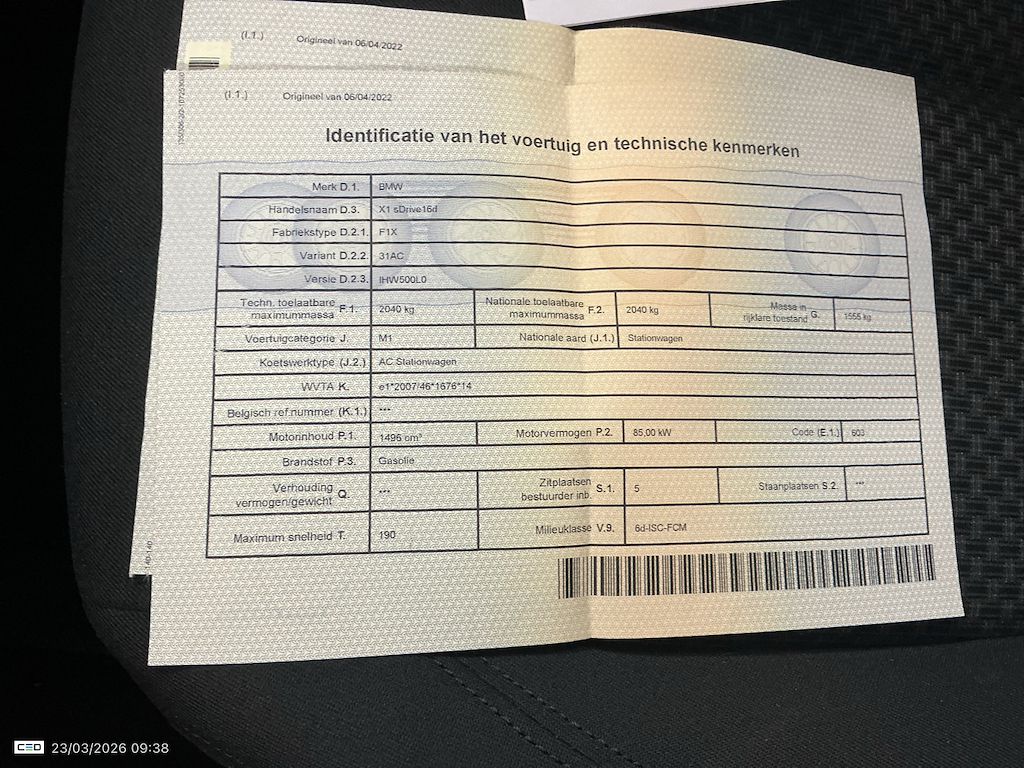 (I.1.) Origineel van 06/04/2022
(I.1.) Origineel van 06/04/2022
Identificatie van het voertuig en technische kenmerken
Merk D.1. BMW
Handelsnaam D.3. X1 sDrive16d
Fabriekstype D.2.1. F1X
Variant D.2.2. 31AC
Versie D.2.3. IHW500L0
Techn. toelaatbare maximummassa F.1. 2040 kg Nationale toelaatbare maximummassa F.2. 2040 kg Massa in rijklare toestand G. 1555 kg
Voertuigcategorie J. M1 Nationale aard (J.1.) Stationwagen
Koetswerktype (J.2.) AC Stationwagen
WVTA K. e1*2007/46*1676*14
Belgisch ref.nummer (K.1.) ---
Motorinhoud P.1. 1496 cm³ Motorvermogen P.2. 85,00 kW Code (E.1.) 603
Brandstof P.3. Gasolie
Verhouding vermogen/gewicht Q. --- Zitplaatsen bestuurder inb. S.1. 5 Staanplaatsen S.2. ---
Maximum snelheid T. 190 Milieuklasse V.9. 6d-ISC-FCM
CEO 23/03/2026 09:38